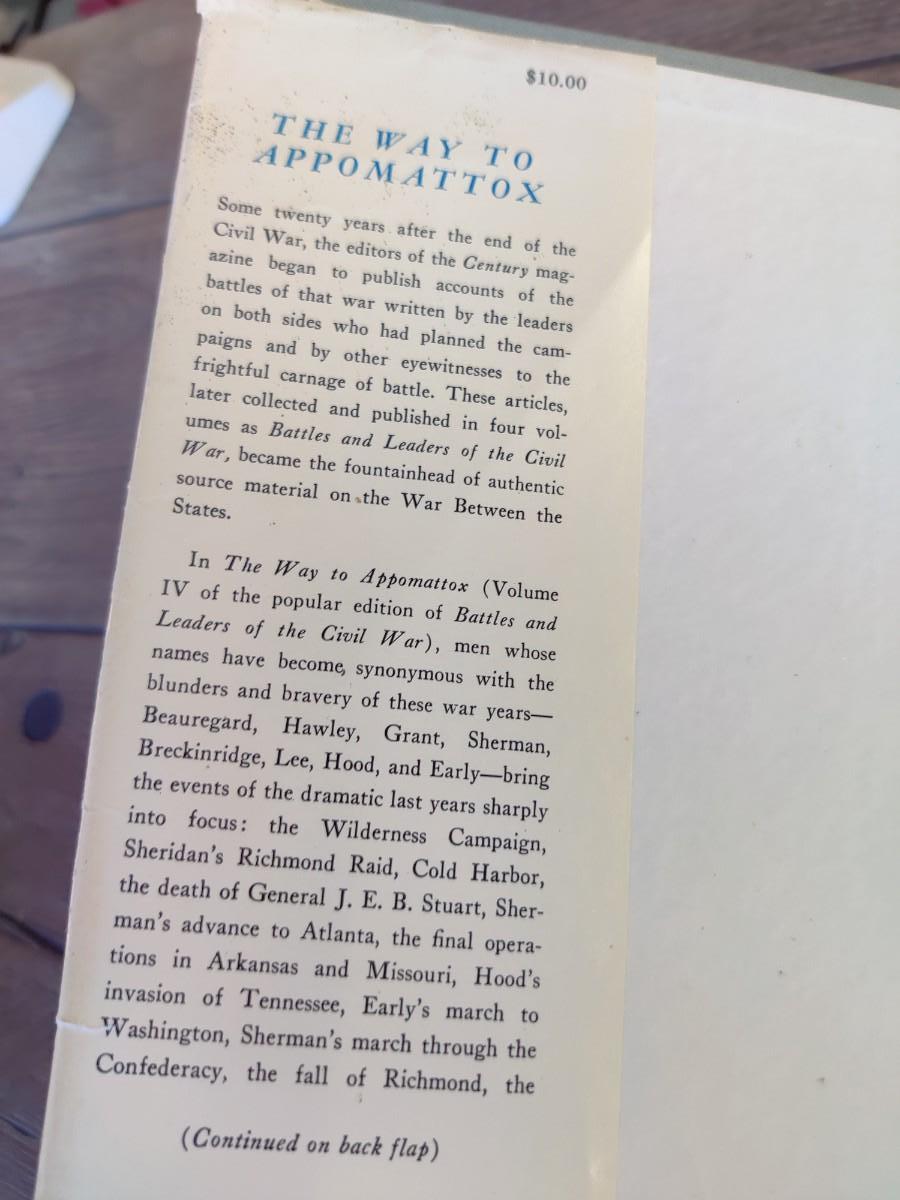 $10.00
THE WAY TO
APPOMATTOX
Some twenty years after the end of the
Civil War, the editors of the Century mag-
azine began to publish accounts of the
battles of that war written by the leaders
on both sides who had planned the cam-
paigns and by other eyewitnesses to the
frightful carnage of battle. These articles,
later collected and published in four vol-
umes as Battles and Leaders of the Civil
War, became the fountainhead of authentic
source material on the War Between the
States.
In The Way to Appomattox (Volume
IV of the popular edition of Battles and
Leaders of the Civil War), men whose
names have become synonymous with the
blunders and bravery of these war years—
Beauregard, Hawley, Grant, Sherman,
Breckinridge, Lee, Hood, and Early—bring
the events of the dramatic last years sharply
into focus: the Wilderness Campaign,
Sheridan's Richmond Raid, Cold Harbor,
the death of General J. E. B. Stuart, Sher-
man's advance to Atlanta, the final opera-
tions in Arkansas and Missouri, Hood's
invasion of Tennessee, Early's march to
Washington, Sherman's march through the
Confederacy, the fall of Richmond, the
(Continued on back flap)